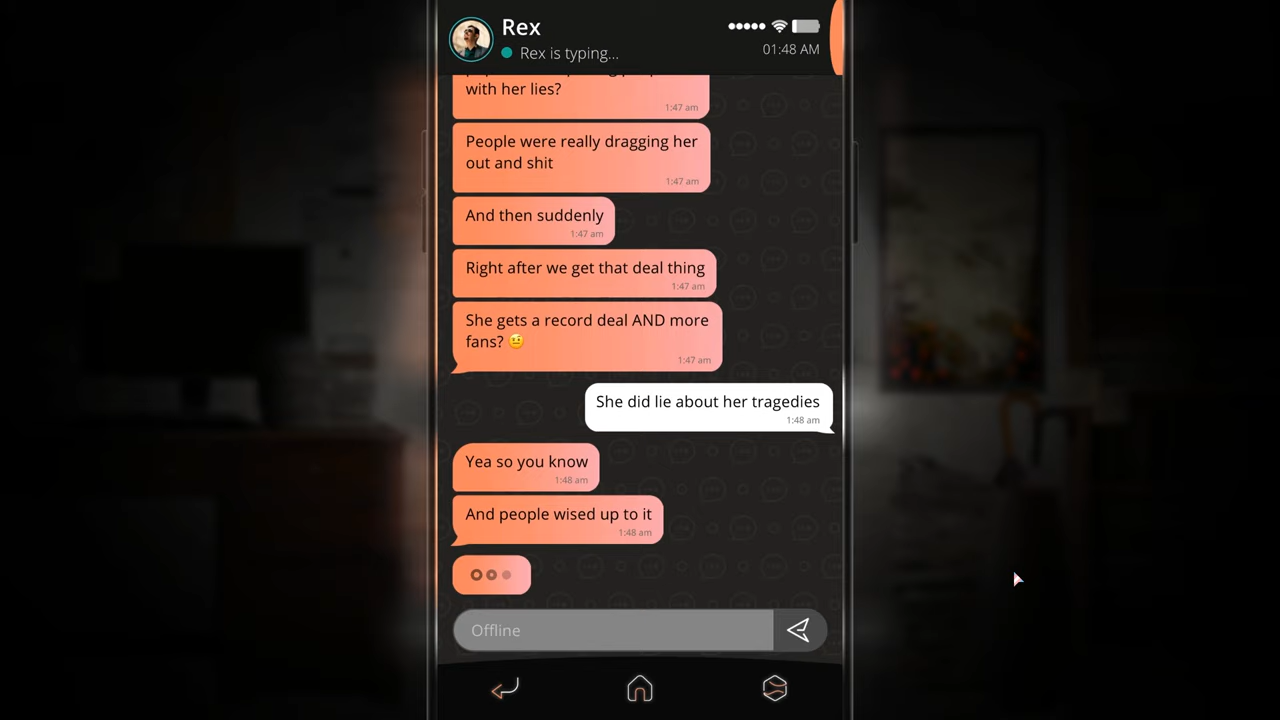 Rex
Rex is typing...
01:48 AM
with her lies?
1:47 am
People were really dragging her
out and shit
1:47 am
And then suddenly
1:47 am
Right after we get that deal thing
1:47 am
She gets a record deal AND more
fans? 🤨
1:47 am
She did lie about her tragedies
1:48 am
Yea so you know
1:48 am
And people wised up to it
1:48 am
Offline